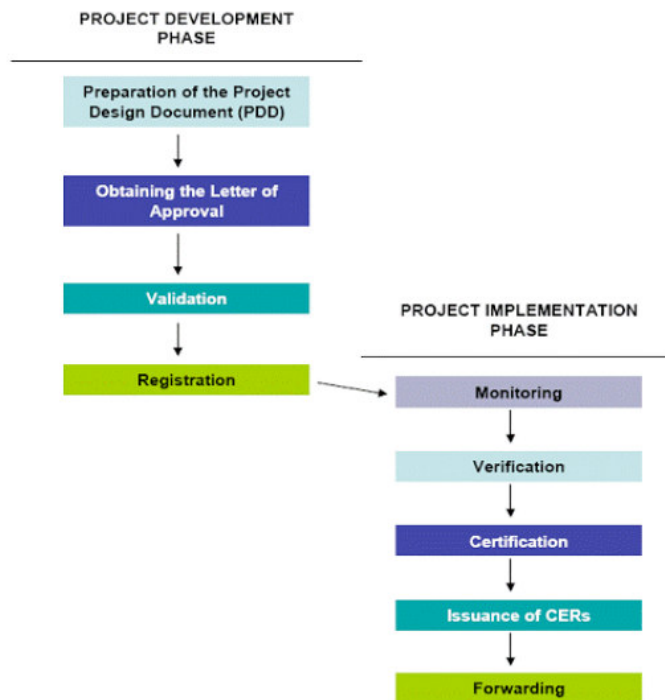 PROJECT DEVELOPMENT
PHASE
Preparation of the Project
Design Document (PDD)
Obtaining the Letter of
Approval
Validation
Registration
PROJECT IMPLEMENTATION
PHASE
Monitoring
Verification
Certification
Issuance of CERs
Forwarding